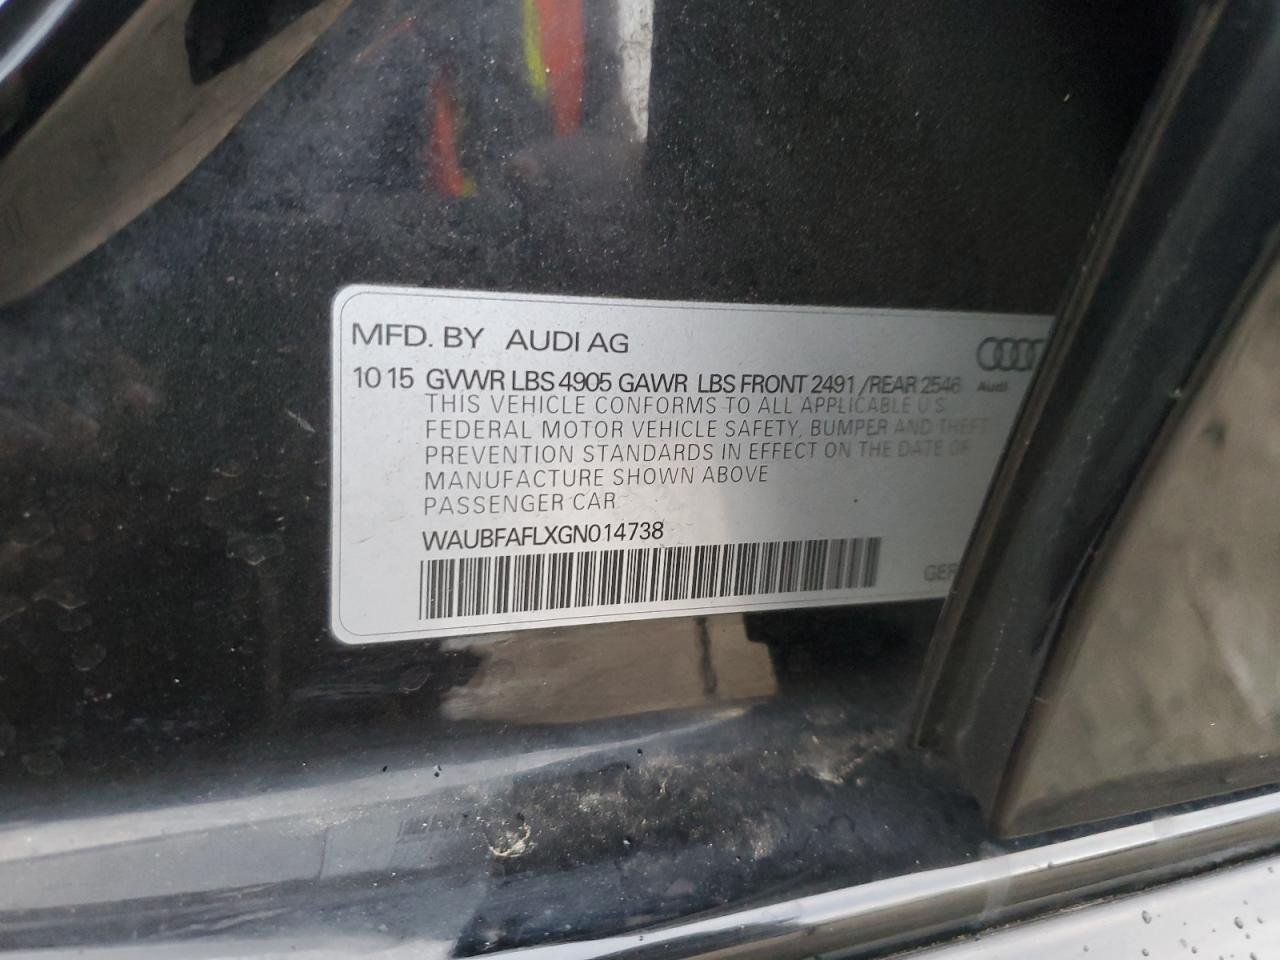 MFD. BY AUDI AG
10 15 GVWR LBS 4905 GAWR LBS FRONT 2491 /REAR 2546
Audi
THIS VEHICLE CONFORMS TO ALL APPLICABLE U.S.
FEDERAL MOTOR VEHICLE SAFETY, BUMPER AND THEFT
PREVENTION STANDARDS IN EFFECT ON THE DATE OF
MANUFACTURE SHOWN ABOVE
PASSENGER CAR
WAUBFAFLXGN014738